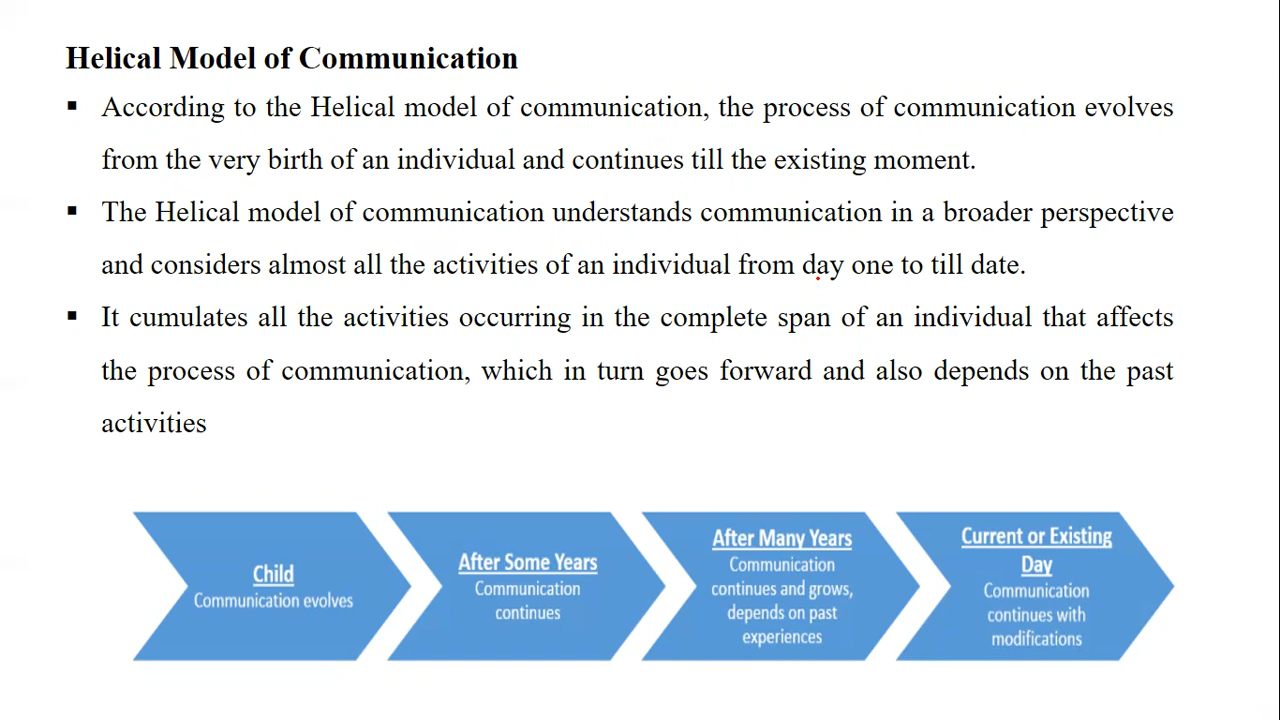 Helical Model of Communication
▪ According to the Helical model of communication, the process of communication evolves
from the very birth of an individual and continues till the existing moment.
▪ The Helical model of communication understands communication in a broader perspective
and considers almost all the activities of an individual from day one to till date.
▪ It cumulates all the activities occurring in the complete span of an individual that affects
the process of communication, which in turn goes forward and also depends on the past
activities
Child
Communication evolves
After Some Years
Communication
continues
After Many Years
Communication
continues and grows,
depends on past
experiences
Current or Existing
Day
Communication
continues with
modifications